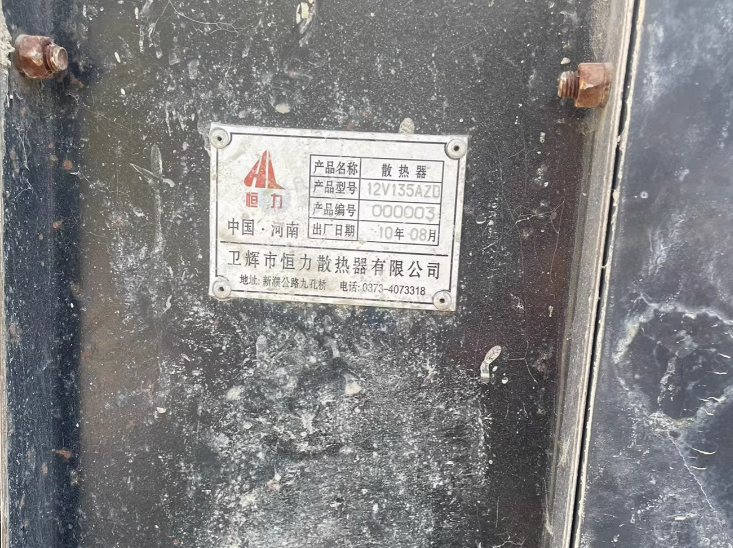 恒力
中国·河南
产品名称 散热器
产品型号 12V135AZD
产品编号 000003
出厂日期 10年08月
卫辉市恒力散热器有限公司
地址:新濮公路九孔桥 电话:0373-4073318